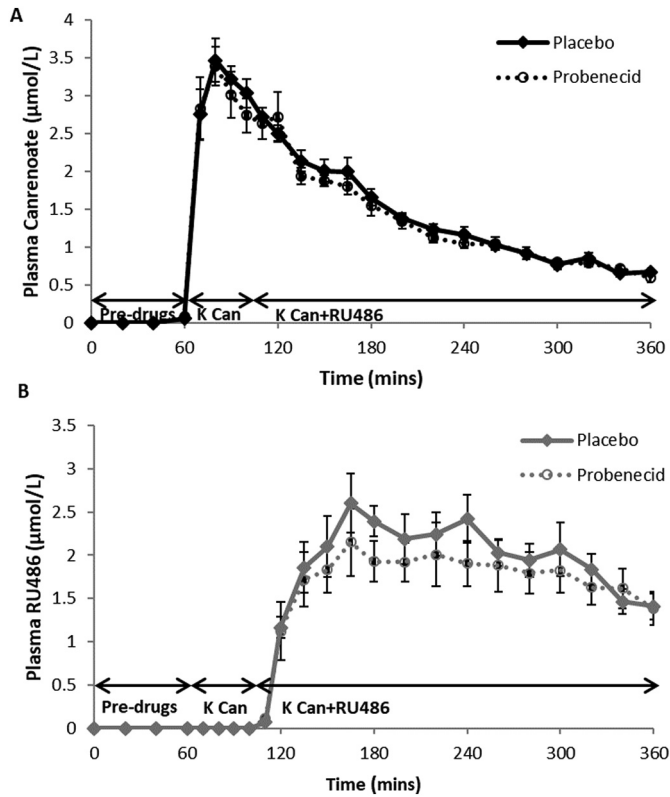 A
Plasma Canrenoate (µmol/L)
4
3.5
3
2.5
2
1.5
1
0.5
0
Placebo
Probenecid
Pre-drugs K Can K Can+RU486
0 60 120 180 240 300 360
Time (mins)
B
Plasma RU486 (µmol/L)
3.5
3
2.5
2
1.5
1
0.5
0
Placebo
Probenecid
Pre-drugs K Can K Can+RU486
0 60 120 180 240 300 360
Time (mins)